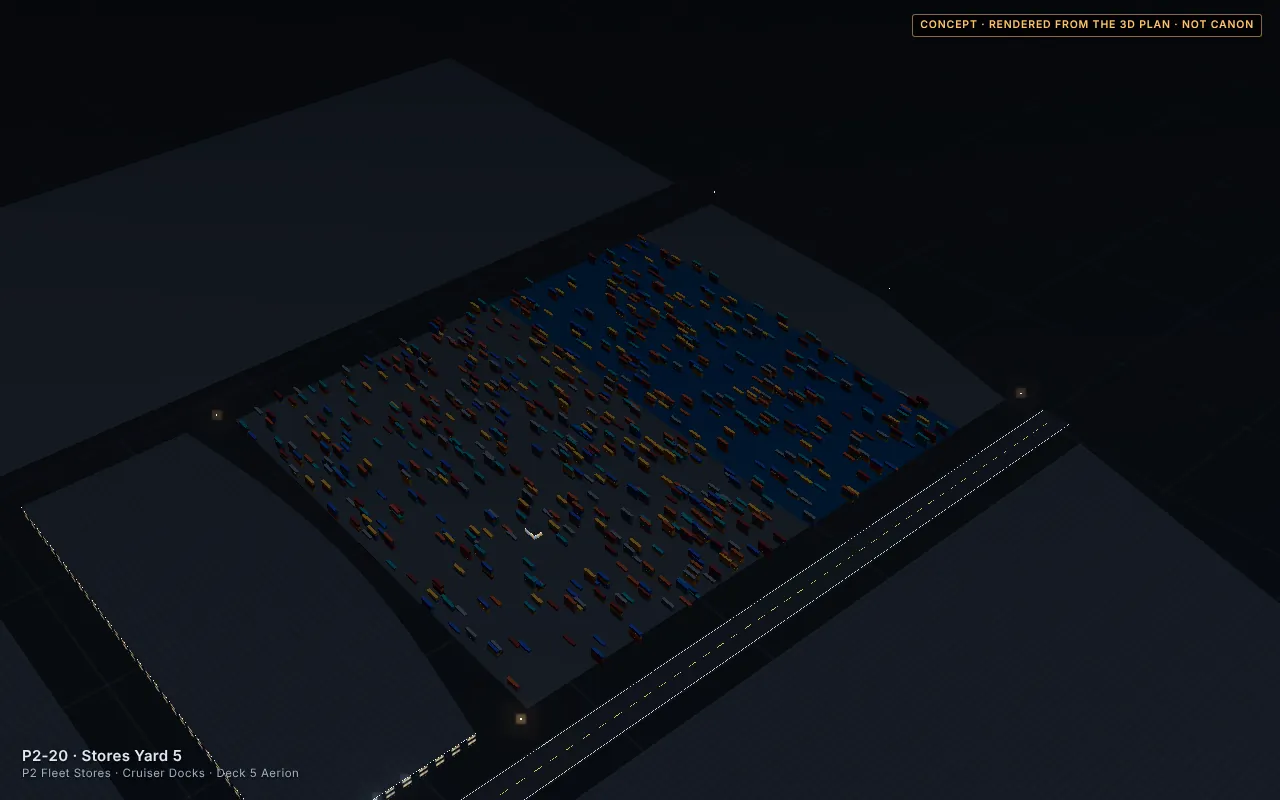 CONCEPT · RENDERED FROM THE 3D PLAN · NOT CANON
P2-20 · Stores Yard 5
P2 Fleet Stores · Cruiser Docks · Deck 5 Aerion